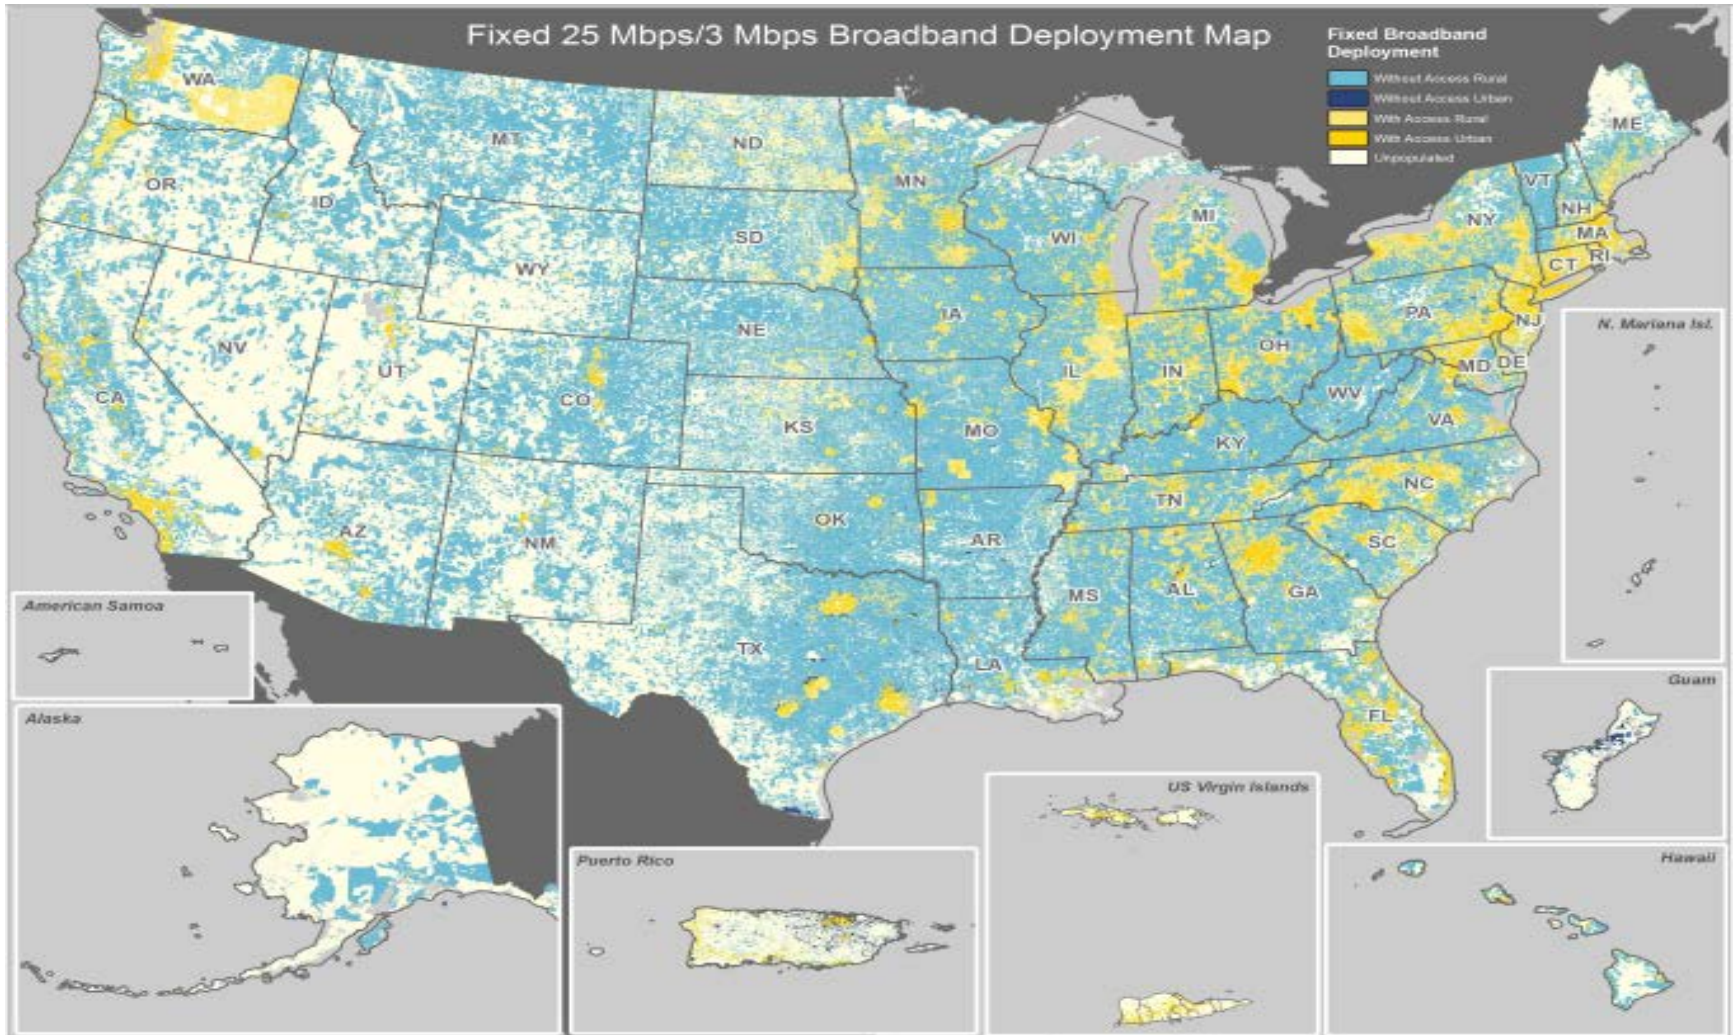 Fixed 25 Mbps/3 Mbps Broadband Deployment Map
Fixed Broadband
Deployment
Without Access Rural
Without Access Urban
With Access Rural
With Access Urban
Unpopulated
WA
MT
ND
MN
ME
OR
ID
SD
WI
MI
VT
NH
NY
MA
WY
CT
RI
NE
IA
PA
NJ
NV
UT
CO
IL
IN
OH
MD
DE
WV
CA
KS
MO
KY
VA
AZ
NM
OK
AR
TN
NC
SC
MS
AL
GA
TX
LA
FL
N. Mariana Isl.
American Samoa
Guam
Alaska
US Virgin Islands
Puerto Rico
Hawaii